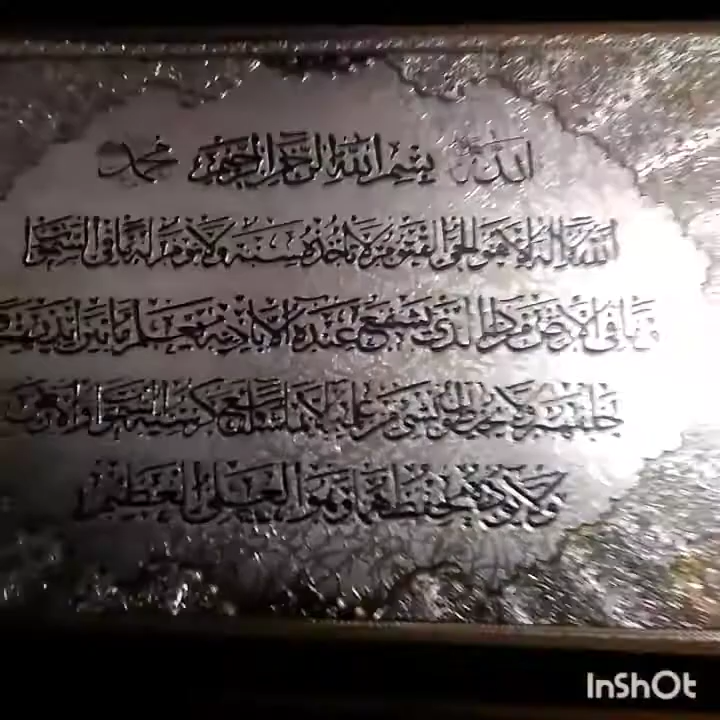 الله بسم الله الرحمن الرحيم محمد
الله لا إله إلا هو الحي القيوم لا تأخذه سنة ولا نوم له ما في السموا
وما في الأرض من ذا الذي يشفع عنده إلا بإذنه يعلم ما بين أيديهم و
خلفهم ولا يحيطون بشيء من علمه إلا بما شاء وسع كرسيه السموات والأرض
ولا يؤده حفظهما وهو العلي العظيم
InShOt